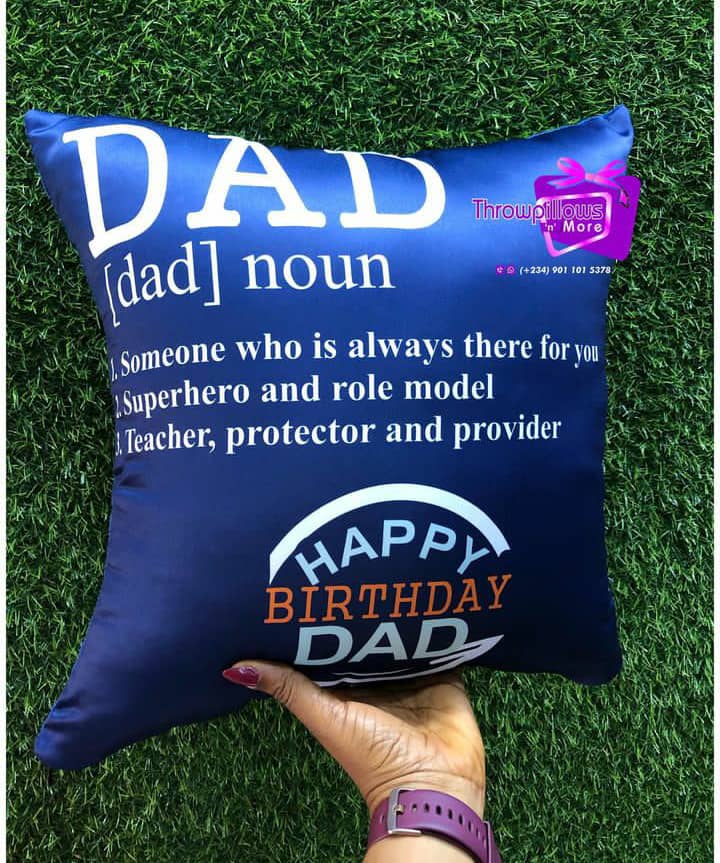 DAD
[dad] noun
1. Someone who is always there for you
2. Superhero and role model
3. Teacher, protector and provider
HAPPY
BIRTHDAY
DAD
Throwpillows
'n' More
(+234) 901 101 5378